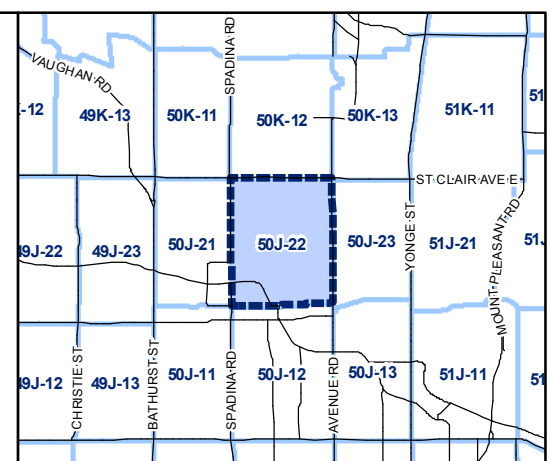 VAUGHAN RD
SPADINA RD
-12
49K-13
50K-11
50K-12
50K-13
51K-11
51
ST CLAIR AVE E
49J-22
49J-23
50J-21
50J-22
50J-23
51J-21
51J
YONGE ST
MOUNT PLEASANT RD
49J-12
49J-13
50J-11
50J-12
50J-13
51J-11
51
CHRISTIE ST
BATHURST ST
SPADINA RD
AVENUE RD